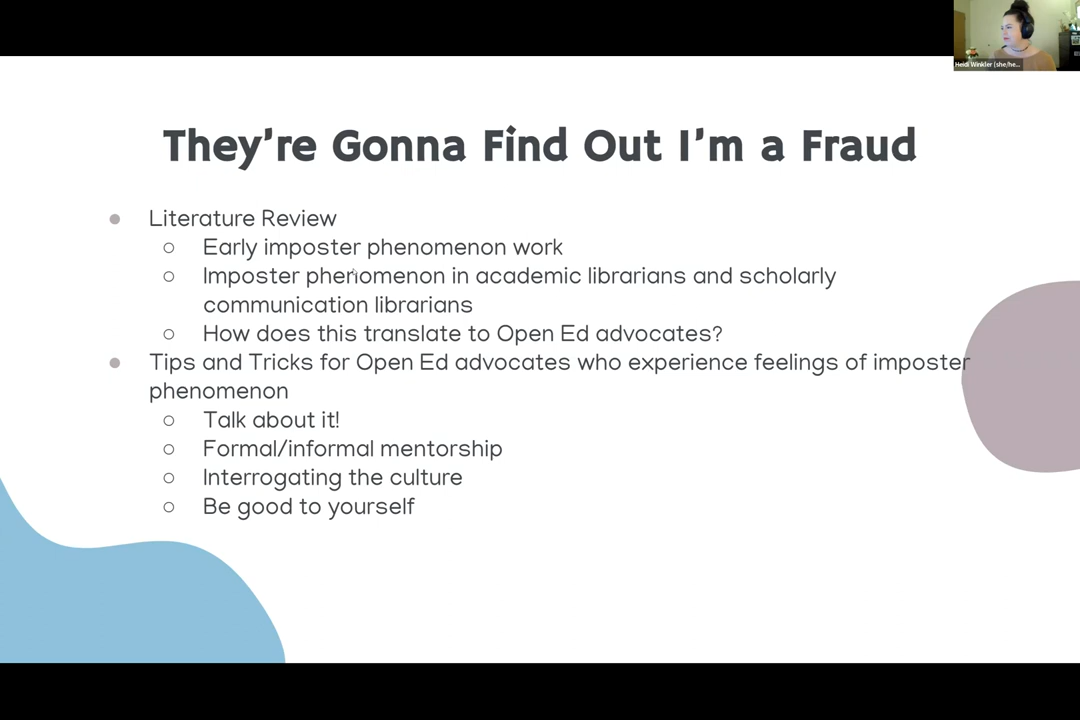 Heidi Winkler (she/he...
They're Gonna Find Out I'm a Fraud
Literature Review
Early imposter phenomenon work
Imposter phenomenon in academic librarians and scholarly
communication librarians
How does this translate to Open Ed advocates?
Tips and Tricks for Open Ed advocates who experience feelings of imposter
phenomenon
Talk about it!
Formal/informal mentorship
Interrogating the culture
Be good to yourself